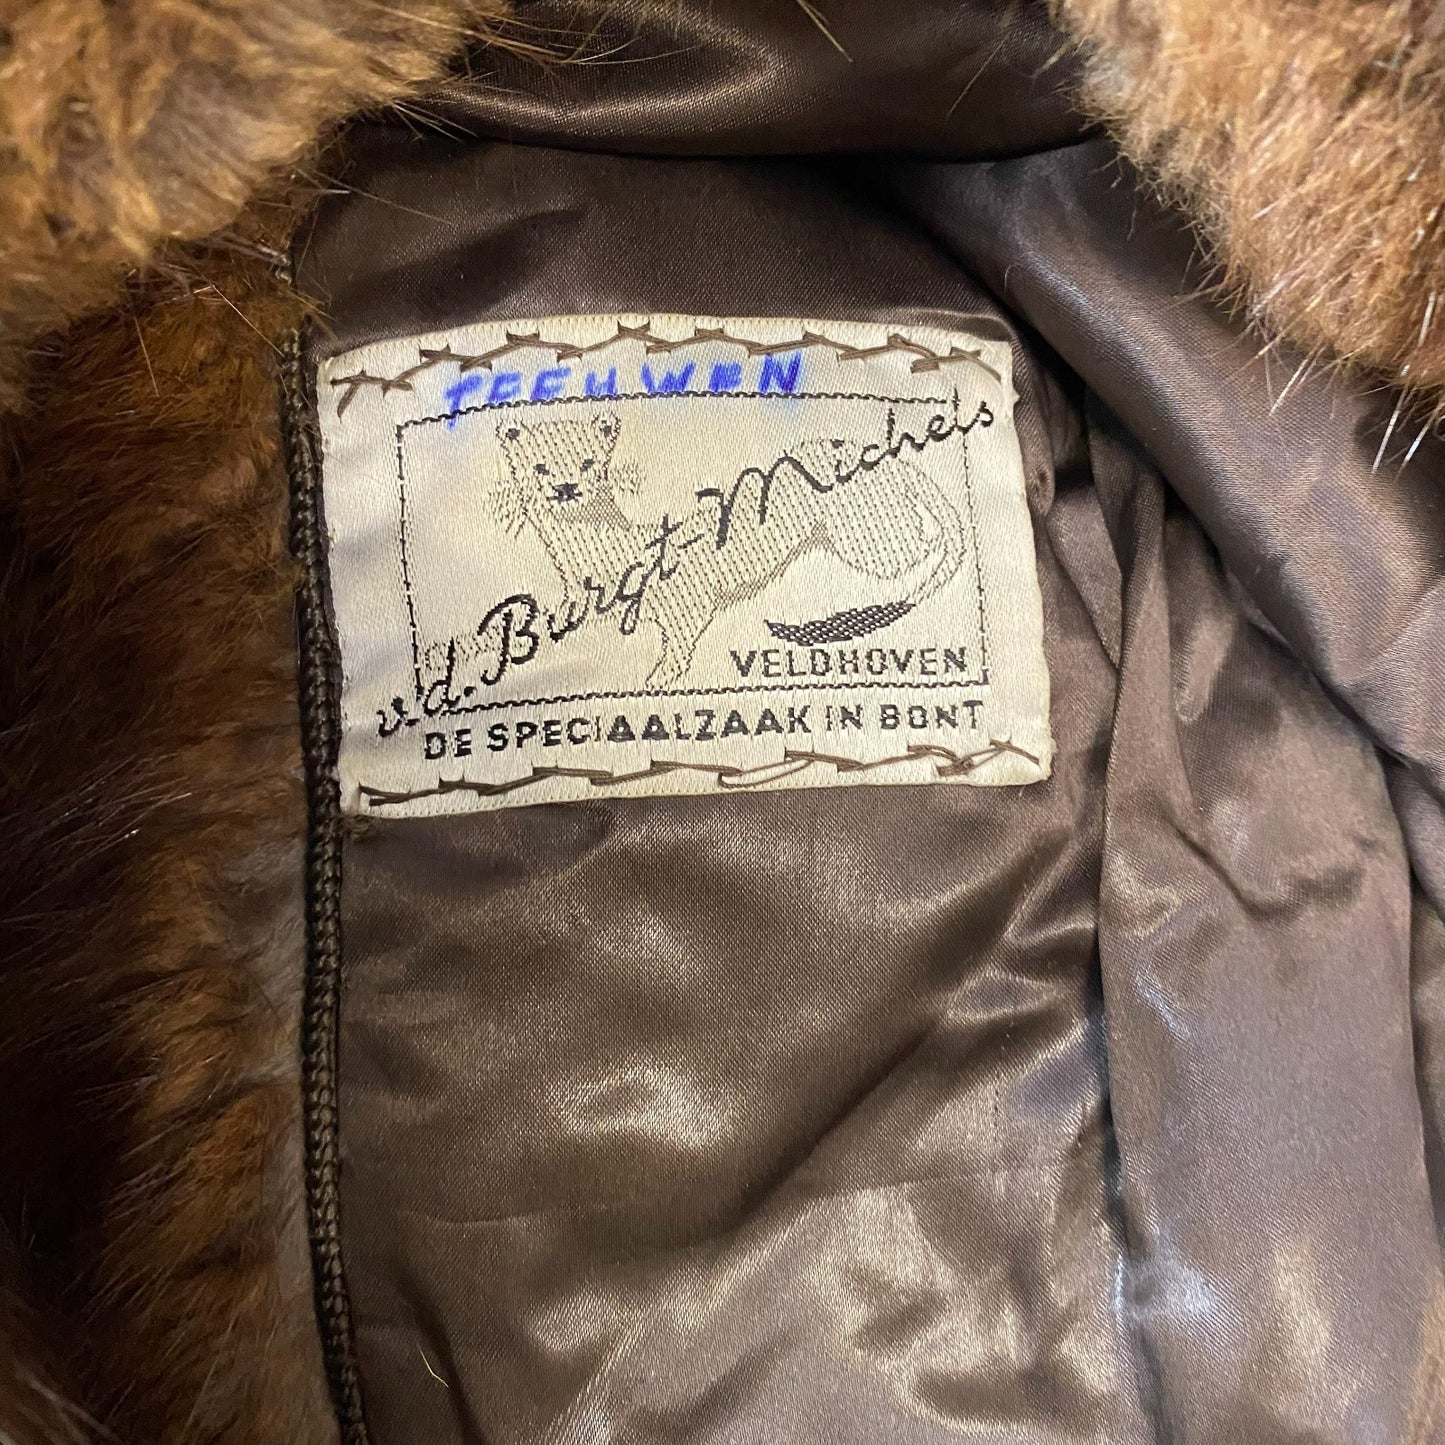 TEEUWEN
v.d. Burgt-Michels
VELDHOVEN
DE SPECIAALZAAK IN BONT